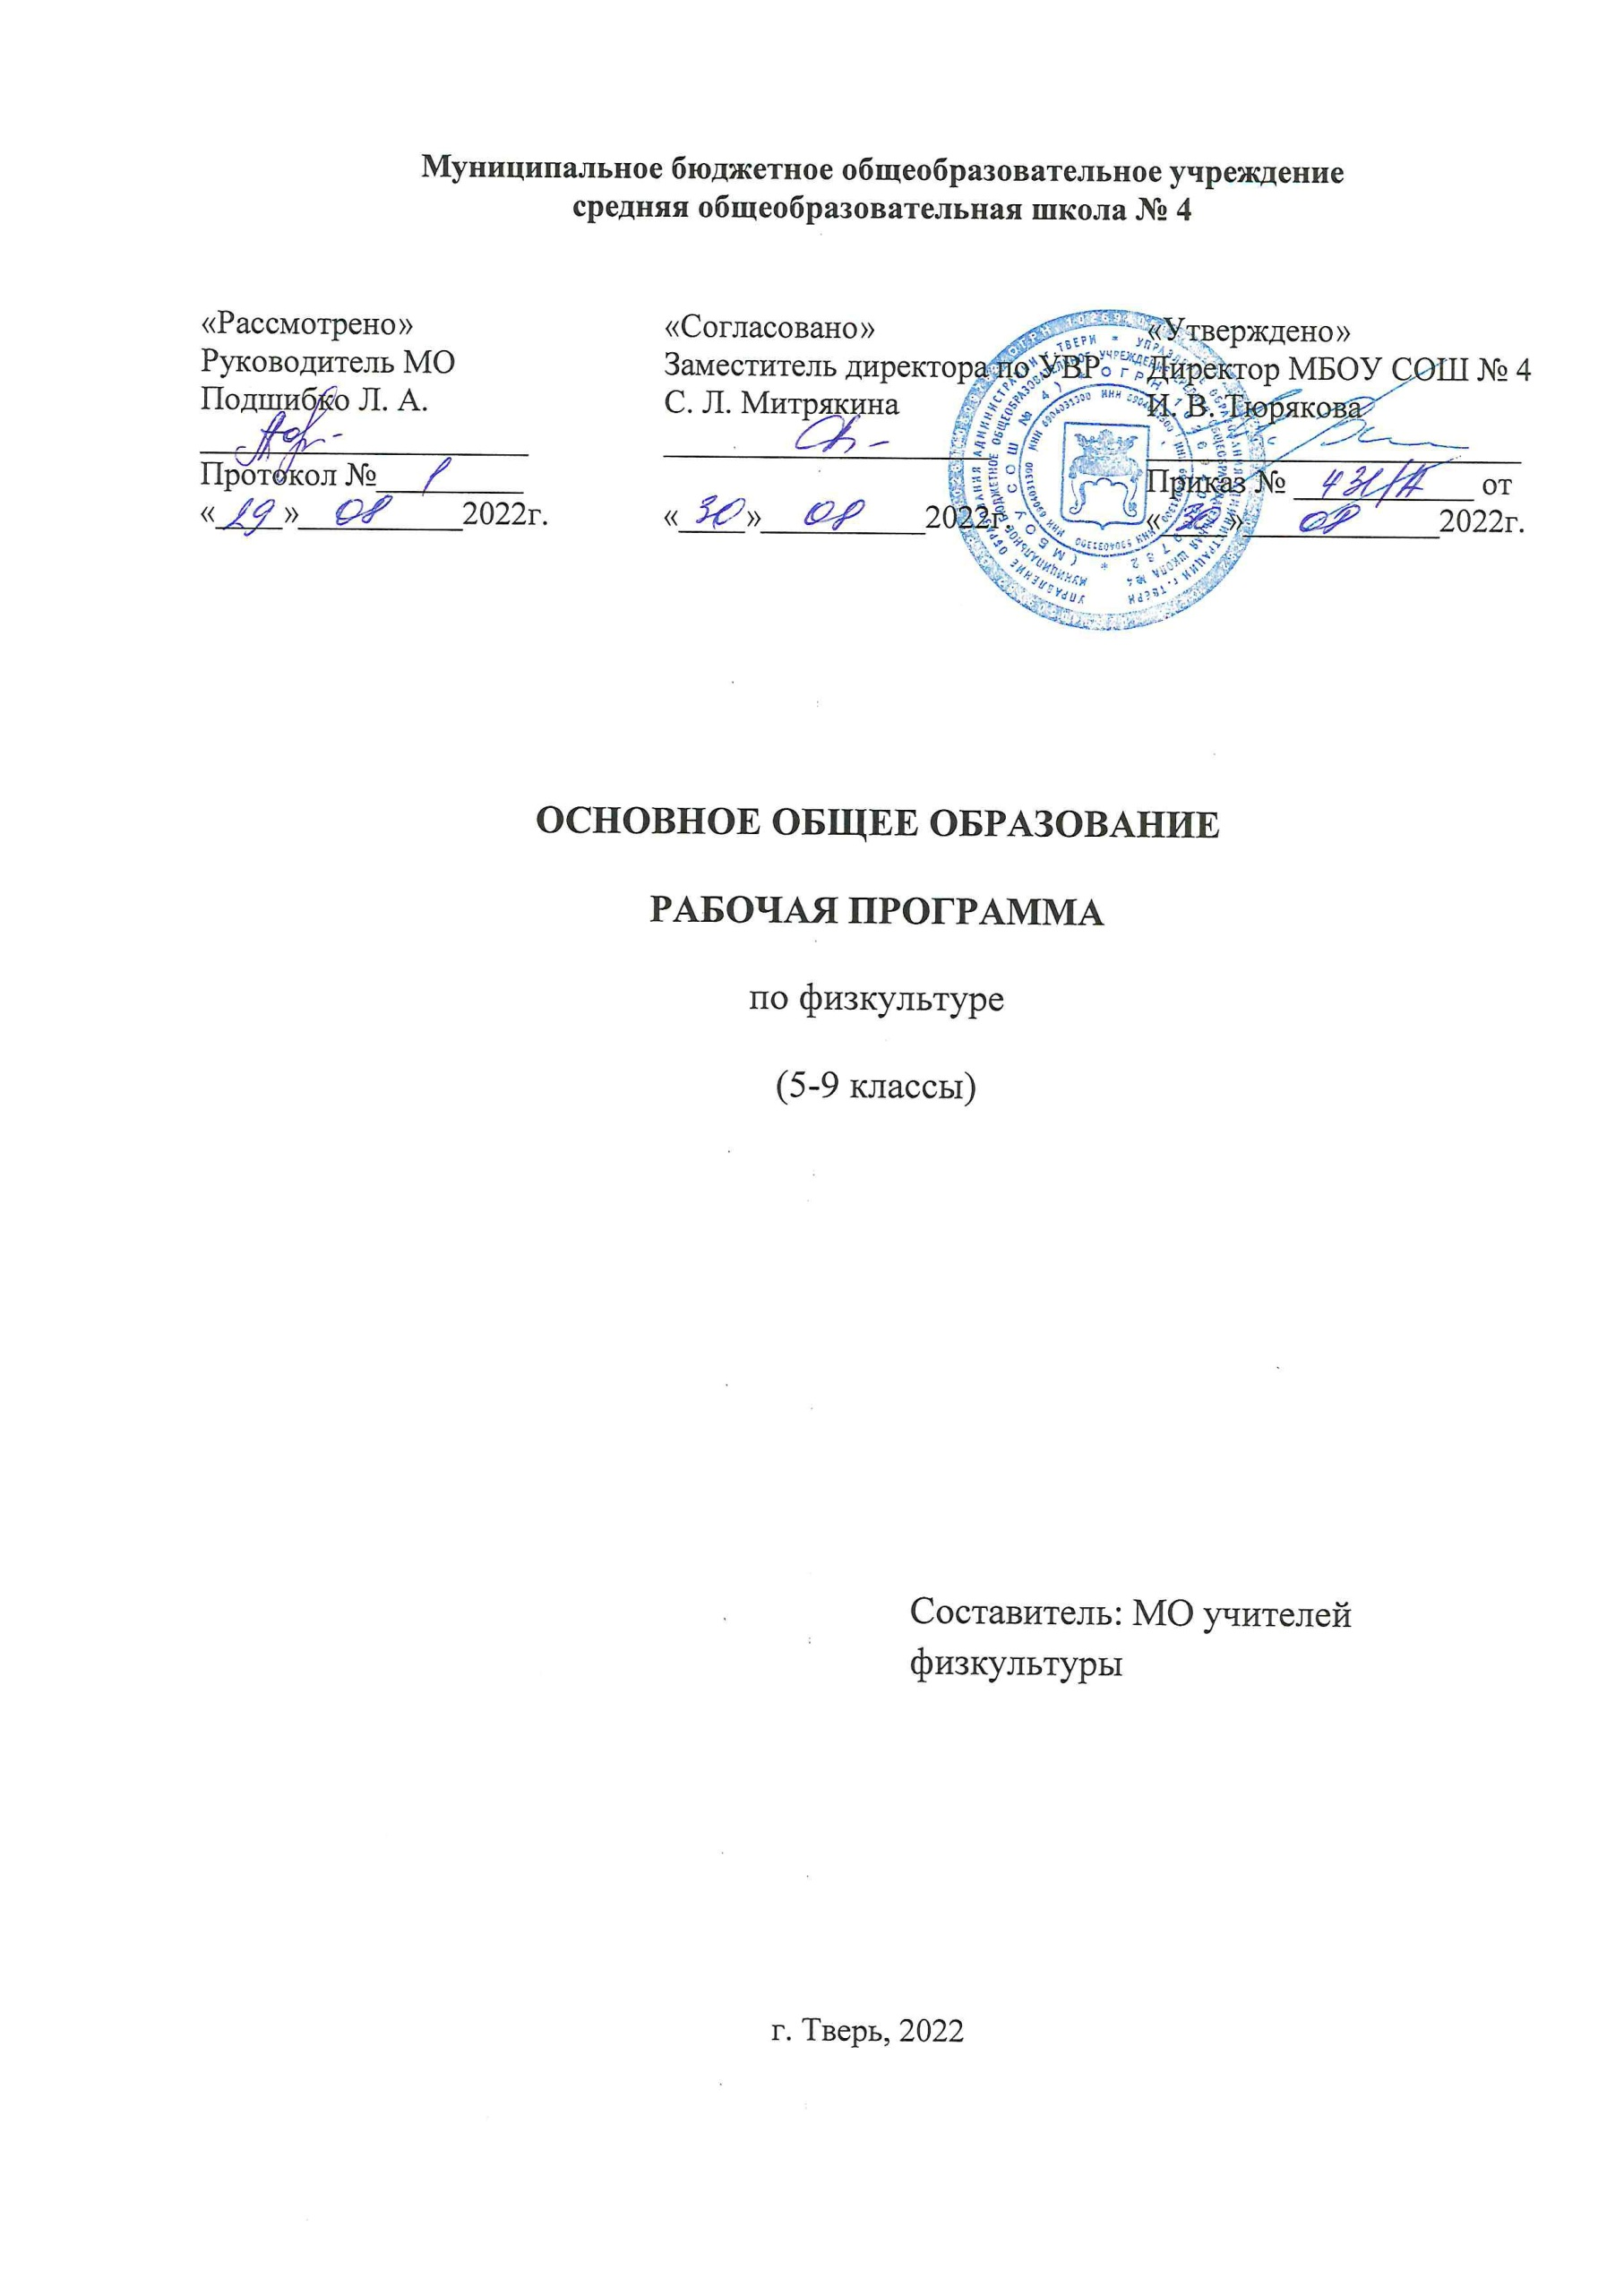 Муниципальное бюджетное общеобразовательное учреждение
средняя общеобразовательная школа № 4
«Рассмотрено»
Руководитель МО
Подшибко Л. А.
Протокол № 1
«29» 08 2022г.
«Согласовано»
Заместитель директора по УВР
С. Л. Митрякина
«30» 08 2022г.
«Утверждено»
Директор МБОУ СОШ № 4
И. В. Тюрякова
Приказ № 431/А от
«30» 08 2022г.
ОСНОВНОЕ ОБЩЕЕ ОБРАЗОВАНИЕ
РАБОЧАЯ ПРОГРАММА
по физкультуре
(5-9 классы)
Составитель: МО учителей
физкультуры
г. Тверь, 2022